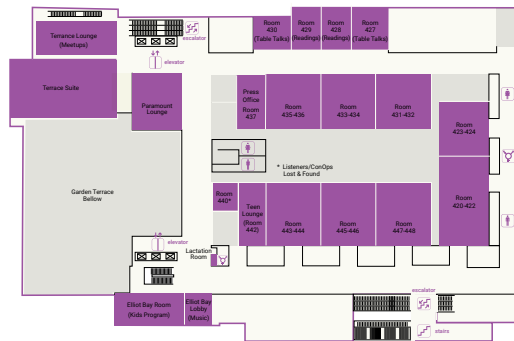 Terrance Lounge
(Meetups)
escalator
Room
430
(Table Talks)
Room
429
(Readings)
Room
428
(Readings)
Room
427
(Table Talks)
elevator
Terrace Suite
Paramount
Lounge
Press
Office
Room
437
Room
435-436
Room
433-434
Room
431-432
Room
423-424
* Listeners/ConOps
Lost & Found
Garden Terrace
Bellow
Room
440*
Teen
Lounge
(Room
442)
Room
443-444
Room
445-446
Room
447-448
Room
420-422
elevator
Lactation
Room
Elliot Bay Room
(Kids Program)
Elliot Bay
Lobby
(Music)
escalator
stairs